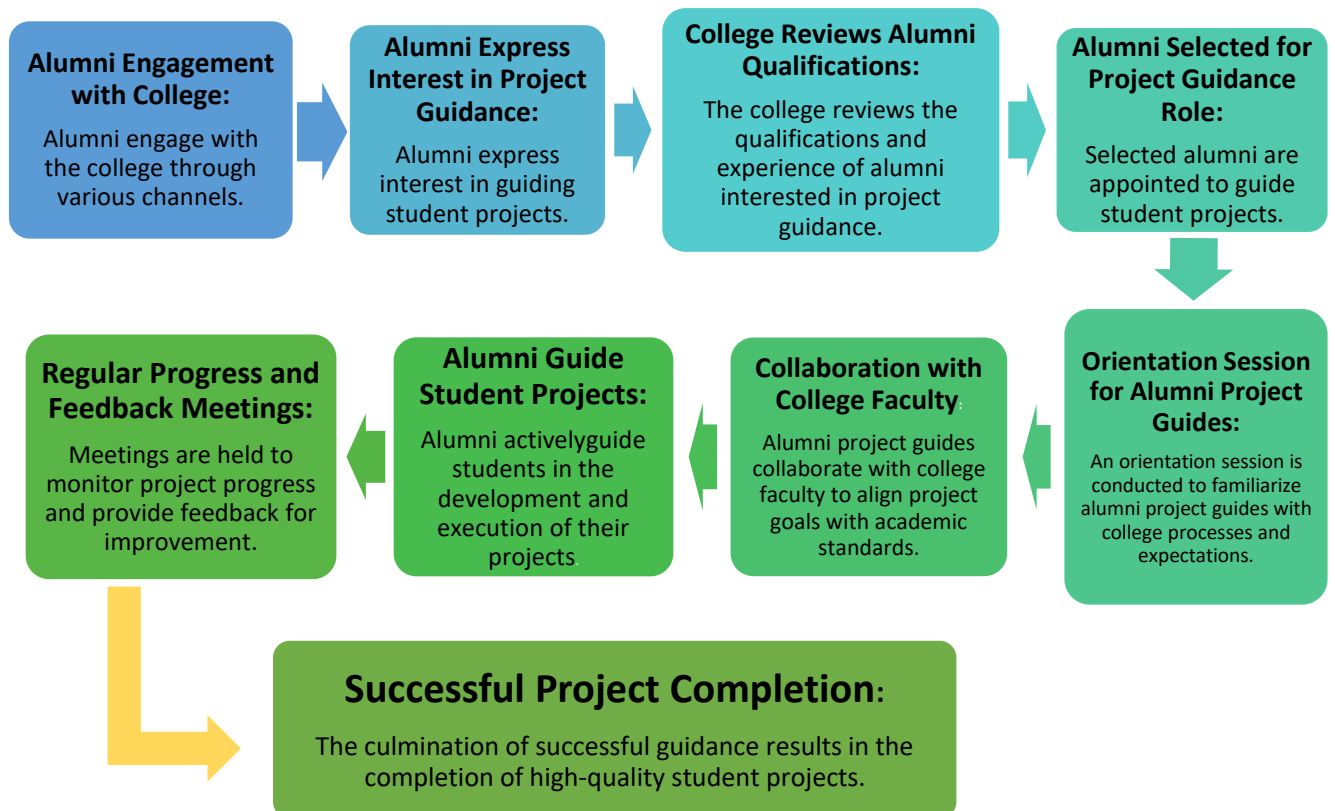 Alumni Engagement
with College:
Alumni engage with
the college through
various channels.
Alumni Express
Interest in Project
Guidance:
Alumni express
interest in guiding
student projects.
College Reviews Alumni
Qualifications:
The college reviews the
qualifications and
experience of alumni
interested in project
guidance.
Alumni Selected for
Project Guidance
Role:
Selected alumni are
appointed to guide
student projects.
Orientation Session
for Alumni Project
Guides:
An orientation session is
conducted to familiarize
alumni project guides with
college processes and
expectations.
Collaboration with
College Faculty:
Alumni project guides
collaborate with college
faculty to align project
goals with academic
standards.
Alumni Guide
Student Projects:
Alumni activelyguide
students in the
development and
execution of their
projects.
Regular Progress and
Feedback Meetings:
Meetings are held to
monitor project progress
and provide feedback for
improvement.
Successful Project Completion:
The culmination of successful guidance results in the
completion of high-quality student projects.